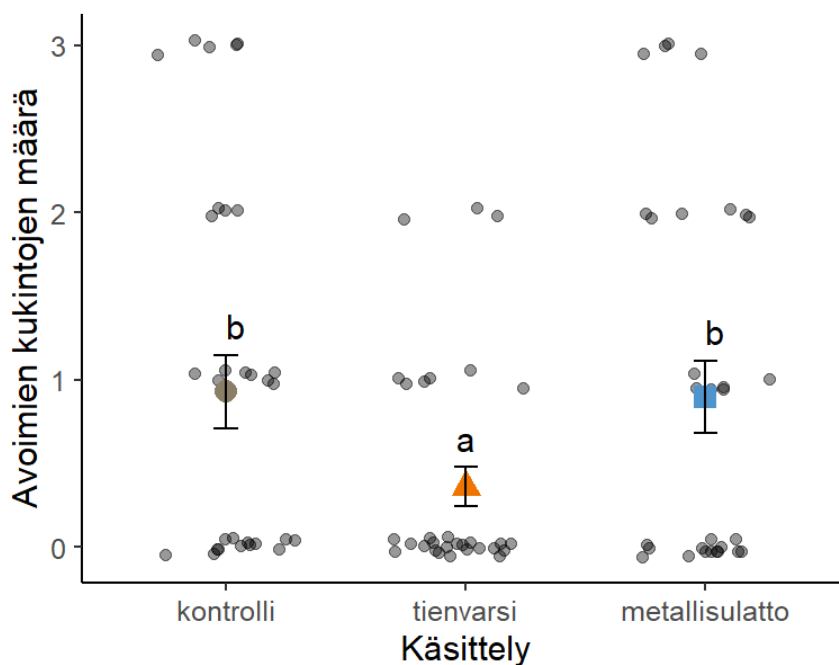 Avoimien kukintojen määrä
3
2
1
0
b
a
b
kontrolli
tienvarsi
metallisulatto
Käsittely